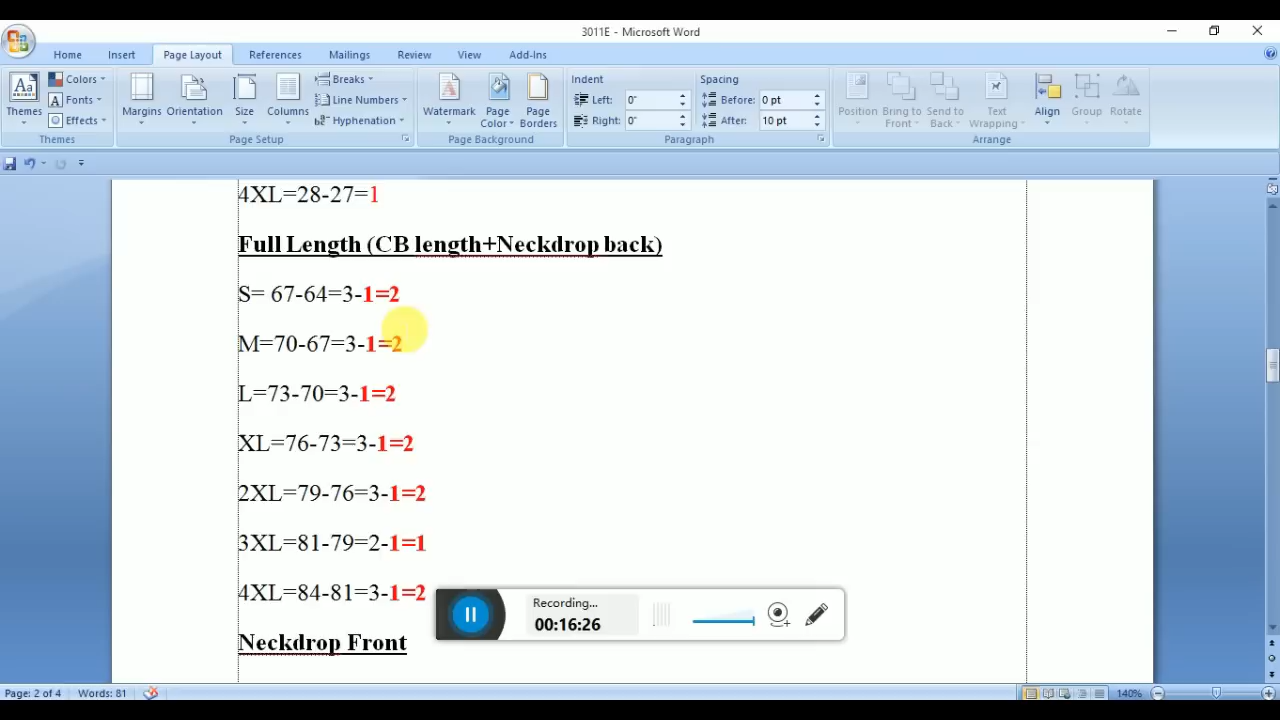 3011E - Microsoft Word
Home Insert Page Layout References Mailings Review View Add-Ins
Themes Colors Fonts Effects Margins Orientation Size Columns Breaks Line Numbers Hyphenation Watermark Page Color Page Borders Indent Left: 0" Right: 0" Spacing Before: 0 pt After: 10 pt Position Bring to Front Send to Back Text Wrapping Align Group Rotate
Themes Page Setup Page Background Paragraph Arrange
4XL=28-27=1
Full Length (CB length+Neckdrop back)
S= 67-64=3-1=2
M=70-67=3-1=2
L=73-70=3-1=2
XL=76-73=3-1=2
2XL=79-76=3-1=2
3XL=81-79=2-1=1
4XL=84-81=3-1=2
Recording...
00:16:26
Neckdrop Front
Page: 2 of 4 Words: 81 140%